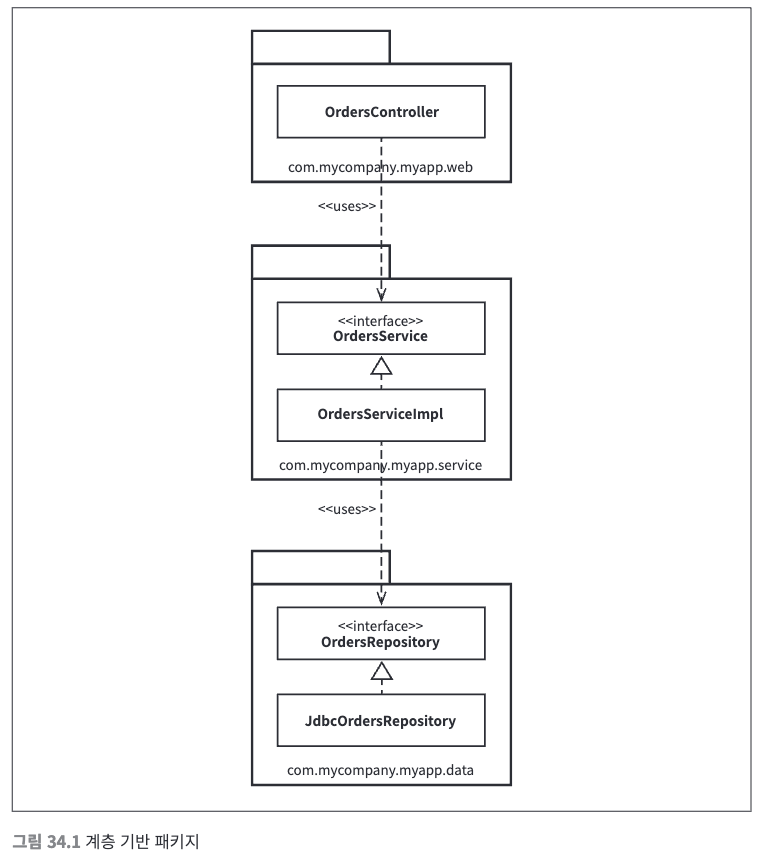 OrdersController
com.mycompany.myapp.web
<<uses>>
<<interface>>
OrdersService
OrdersServiceImpl
com.mycompany.myapp.service
<<uses>>
<<interface>>
OrdersRepository
JdbcOrdersRepository
com.mycompany.myapp.data
그림 34.1 계층 기반 패키지